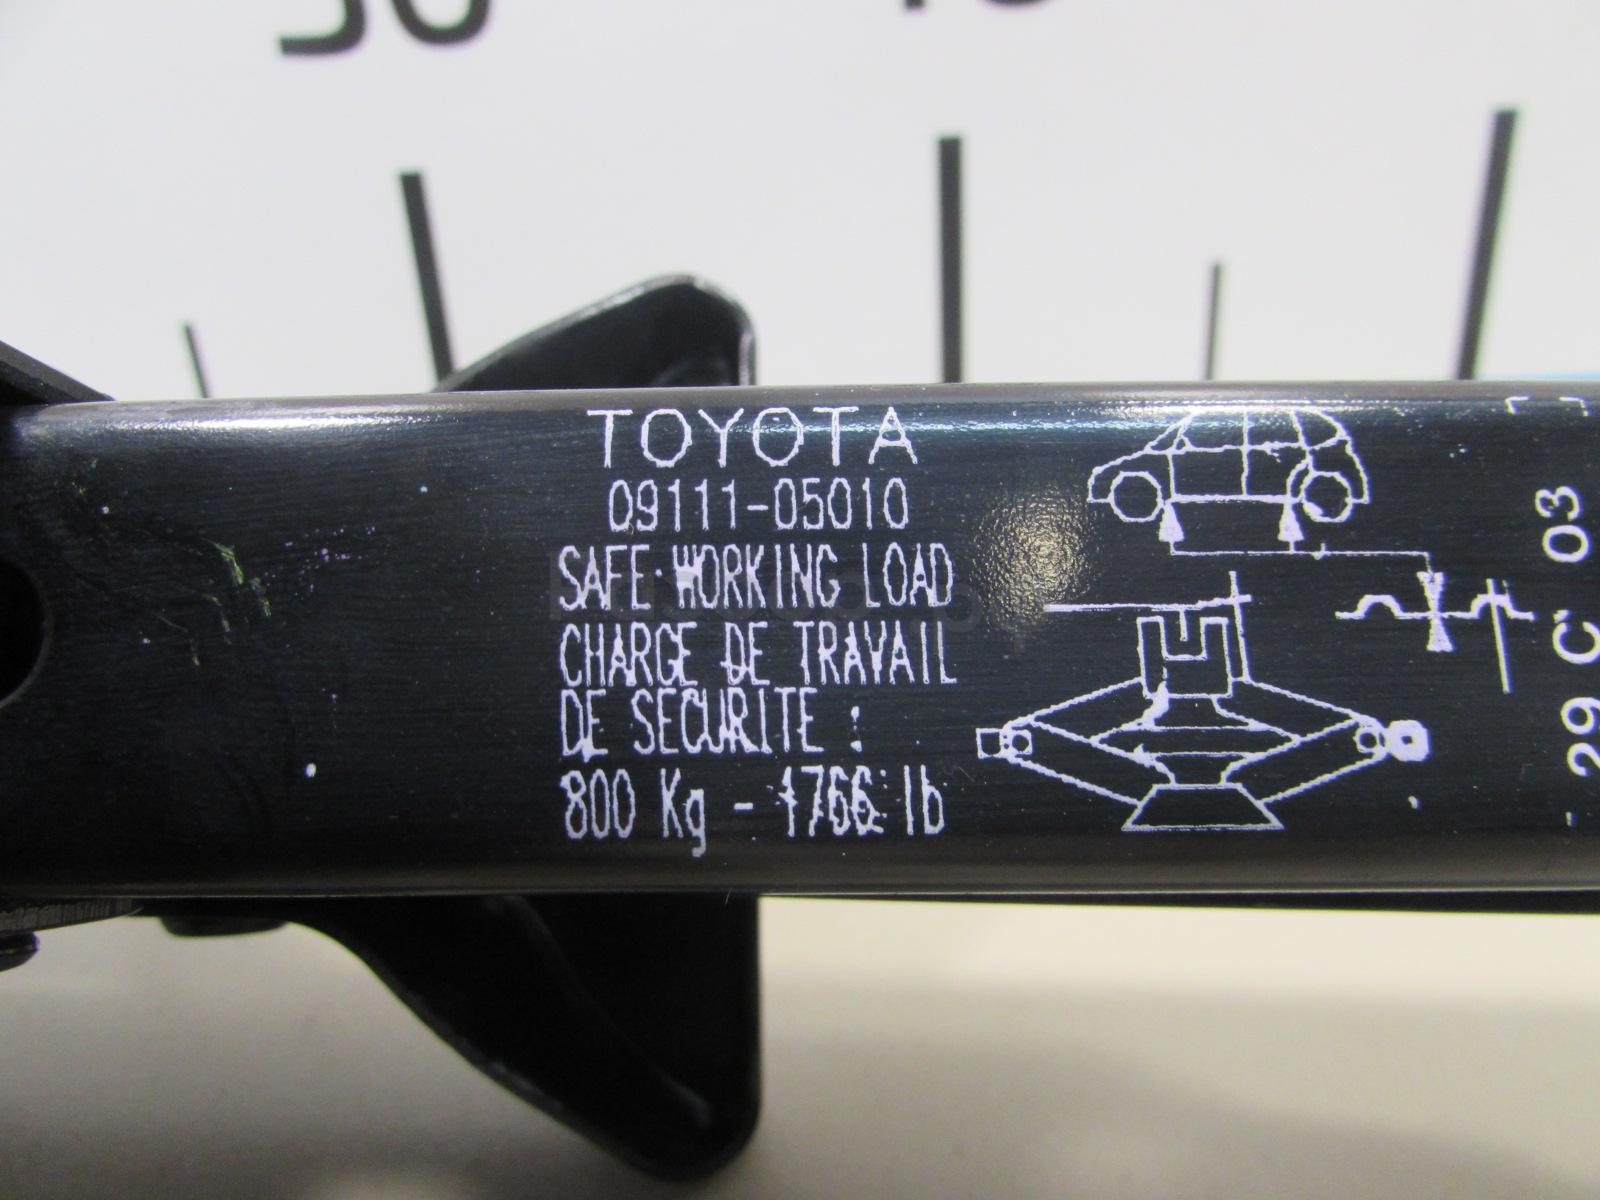 TOYOTA
09111-05010
SAFE WORKING LOAD
CHARGE DE TRAVAIL
DE SECURITE :
800 Kg - 1766 lb
29 C' 03